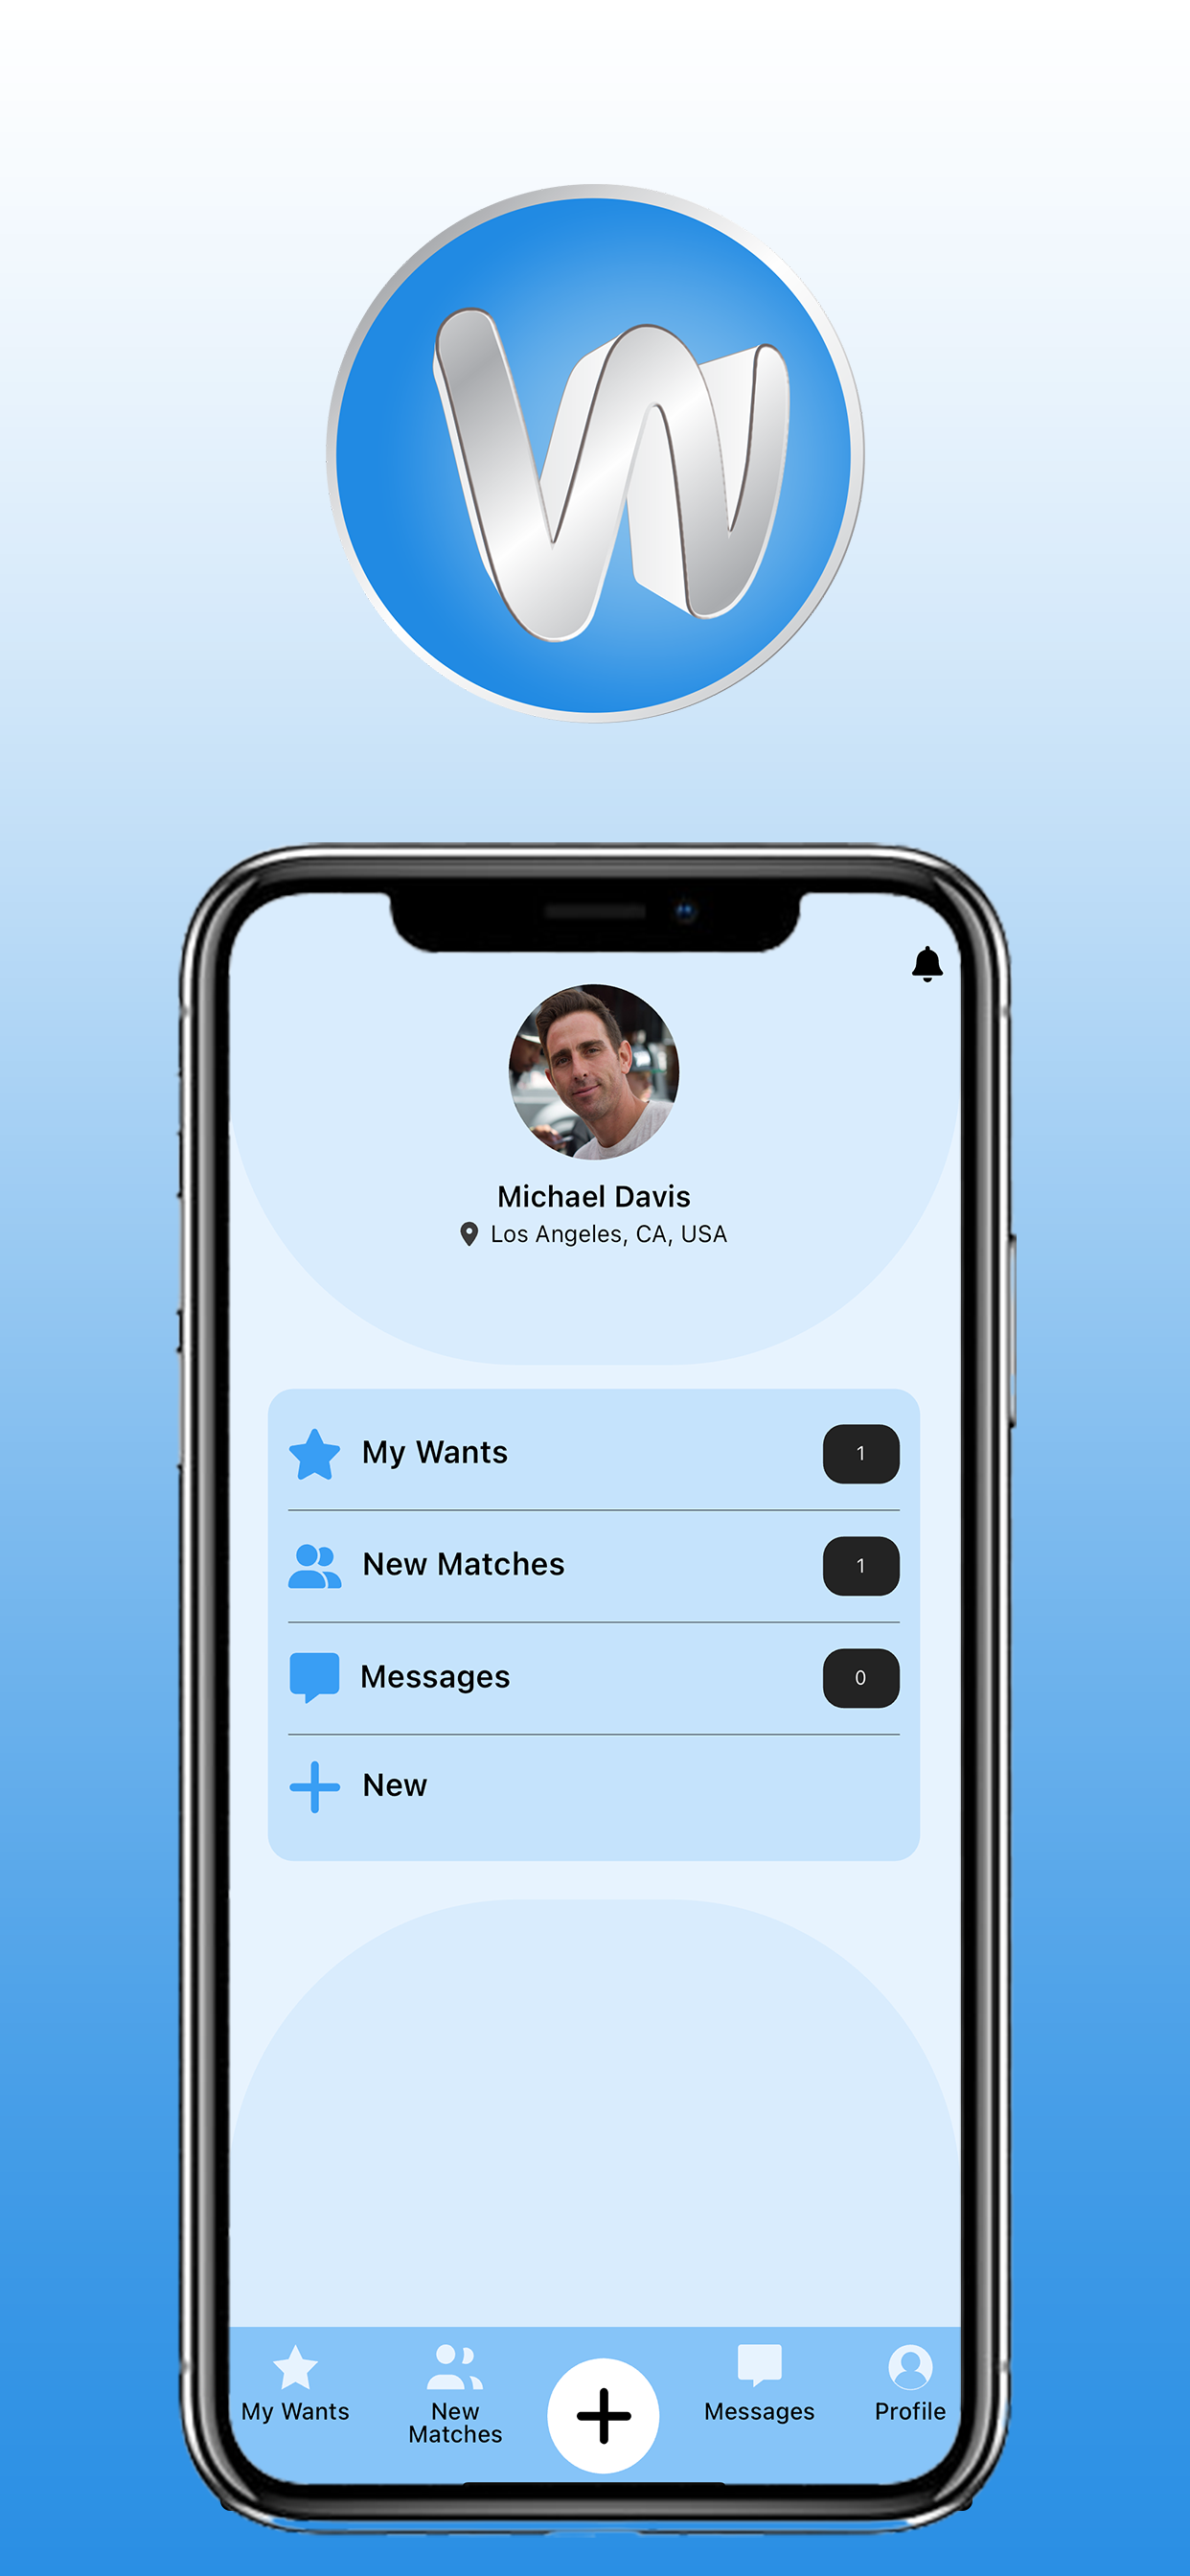 W
Michael Davis
Los Angeles, CA, USA
My Wants 1
New Matches 1
Messages 0
New
My Wants
New
Matches
Messages
Profile